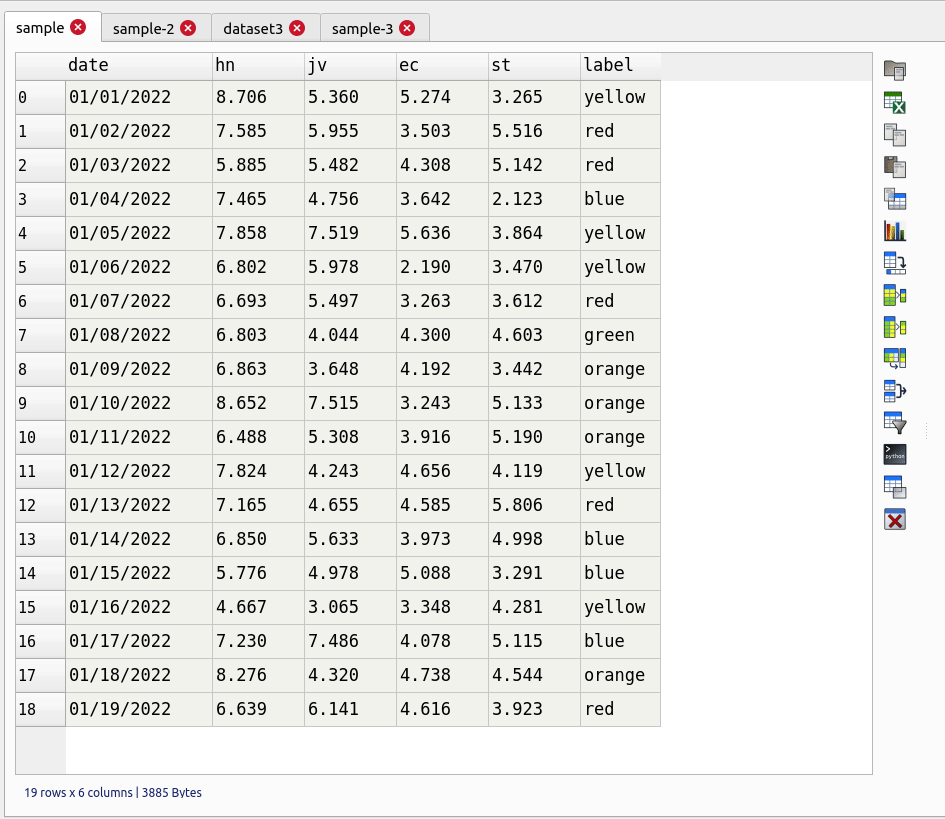 sample sample-2 dataset3 sample-3
date hn jv ec st label
0 01/01/2022 8.706 5.360 5.274 3.265 yellow
1 01/02/2022 7.585 5.955 3.503 5.516 red
2 01/03/2022 5.885 5.482 4.308 5.142 red
3 01/04/2022 7.465 4.756 3.642 2.123 blue
4 01/05/2022 7.858 7.519 5.636 3.864 yellow
5 01/06/2022 6.802 5.978 2.190 3.470 yellow
6 01/07/2022 6.693 5.497 3.263 3.612 red
7 01/08/2022 6.803 4.044 4.300 4.603 green
8 01/09/2022 6.863 3.648 4.192 3.442 orange
9 01/10/2022 8.652 7.515 3.243 5.133 orange
10 01/11/2022 6.488 5.308 3.916 5.190 orange
11 01/12/2022 7.824 4.243 4.656 4.119 yellow
12 01/13/2022 7.165 4.655 4.585 5.806 red
13 01/14/2022 6.850 5.633 3.973 4.998 blue
14 01/15/2022 5.776 4.978 5.088 3.291 blue
15 01/16/2022 4.667 3.065 3.348 4.281 yellow
16 01/17/2022 7.230 7.486 4.078 5.115 blue
17 01/18/2022 8.276 4.320 4.738 4.544 orange
18 01/19/2022 6.639 6.141 4.616 3.923 red
python
19 rows x 6 columns | 3885 Bytes